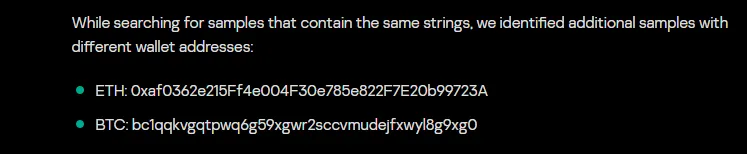 While searching for samples that contain the same strings, we identified additional samples with
different wallet addresses:
ETH: 0xaf0362e215Ff4e004F30e785e822F7E20b99723A
BTC: bc1qqkvgqtpwq6g59xgwr2sccvmudejfxwyl8g9xg0